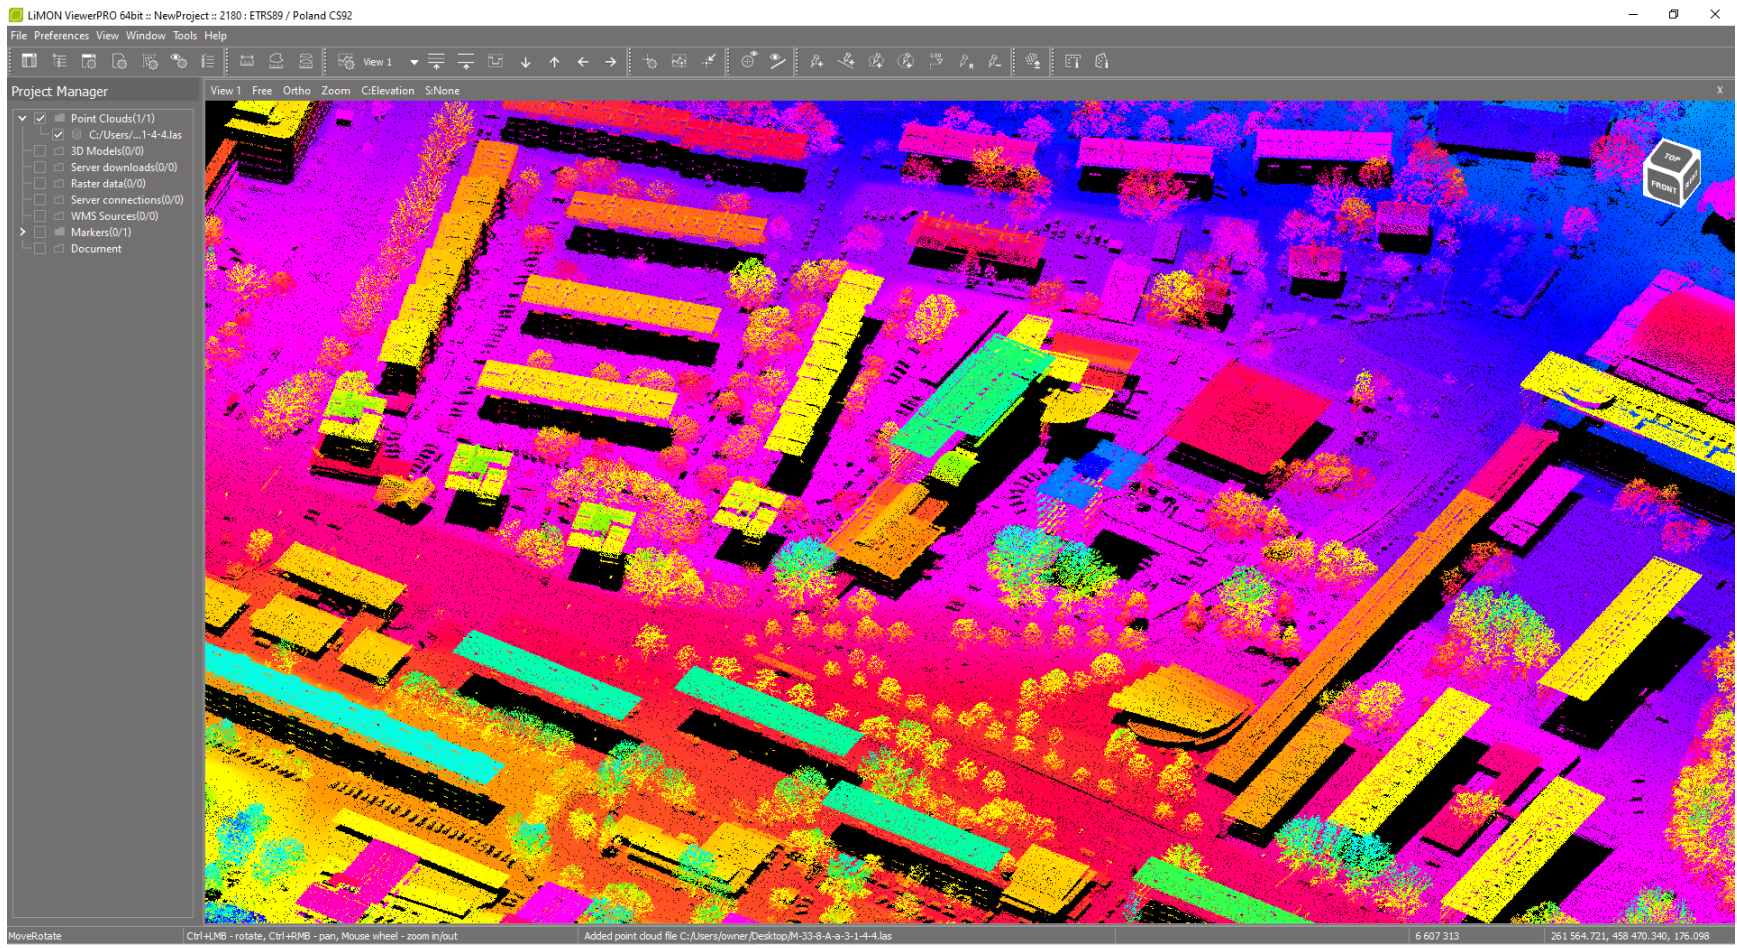 LiMON ViewerPRO 64bit :: NewProject :: 2180 : ETRS89 / Poland CS92
File Preferences View Window Tools Help
View 1
Project Manager
View 1 Free Ortho Zoom C:Elevation S:None X
Point Clouds(1/1)
C:/Users/...1-4-4.las
3D Models(0/0)
Server downloads(0/0)
Raster data(0/0)
Server connections(0/0)
WMS Sources(0/0)
Markers(0/1)
Document
TOP
FRONT
MoveRotate
Ctrl+LMB - rotate, Ctrl+RMB - pan, Mouse wheel - zoom in/out
Added point cloud file C:/Users/owner/Desktop/M-33-8-A-a-3-1-4-4.las
6 607 313
261 564.721, 458 470.340, 176.098